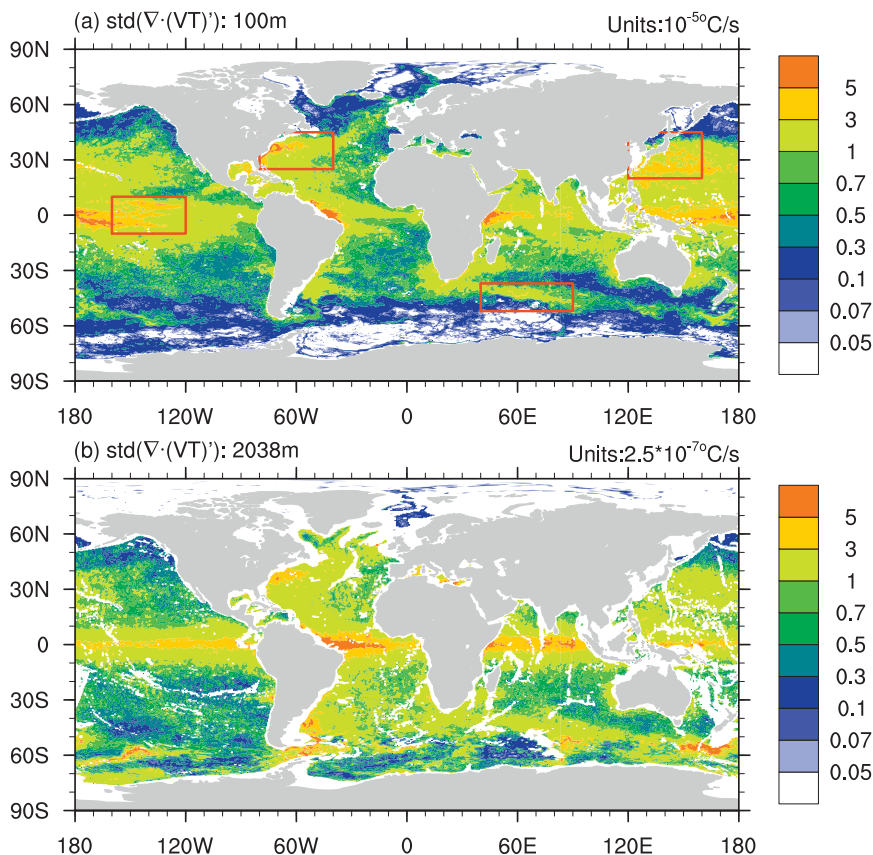 (a) std(∇·(VT)'): 100m Units:10⁻⁵°C/s
90N
60N
30N
0
30S
60S
90S
180 120W 60W 0 60E 120E 180
5
3
1
0.7
0.5
0.3
0.1
0.07
0.05
(b) std(∇·(VT)'): 2038m Units:2.5*10⁻⁷°C/s
90N
60N
30N
0
30S
60S
90S
180 120W 60W 0 60E 120E 180
5
3
1
0.7
0.5
0.3
0.1
0.07
0.05